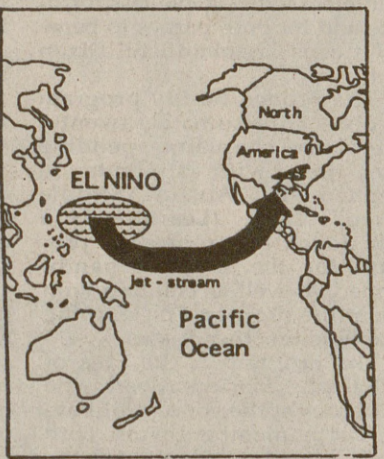 North
America
EL NINO
jet - stream
Pacific
Ocean